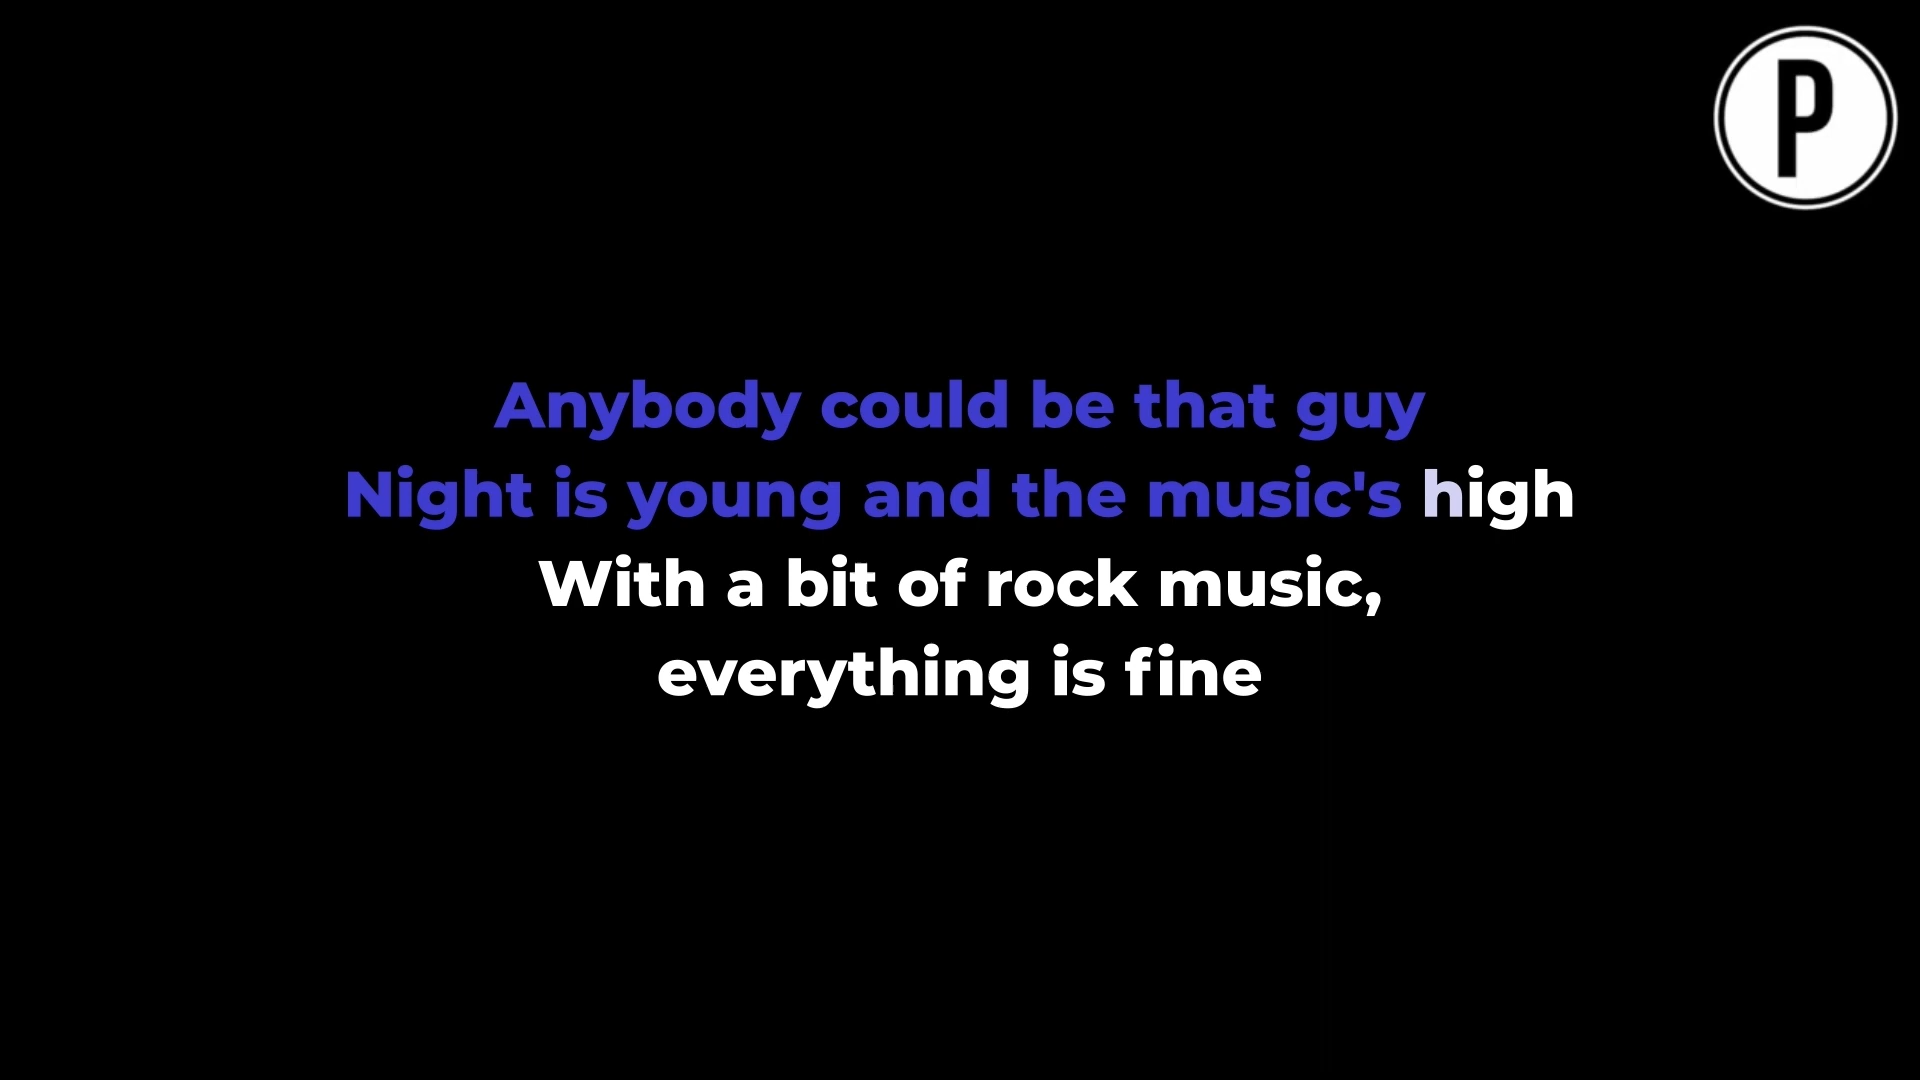 P
Anybody could be that guy
Night is young and the music's high
With a bit of rock music,
everything is fine